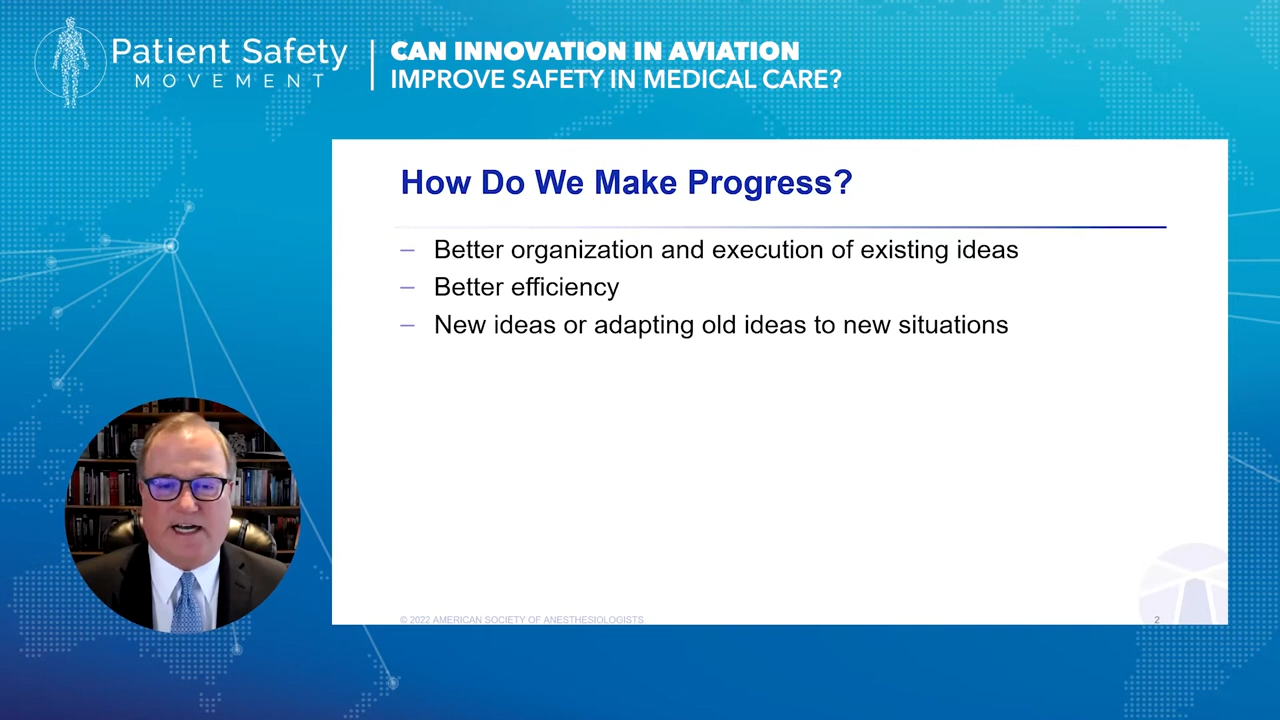 Patient Safety
MOVEMENT
CAN INNOVATION IN AVIATION
IMPROVE SAFETY IN MEDICAL CARE?
How Do We Make Progress?
– Better organization and execution of existing ideas
– Better efficiency
– New ideas or adapting old ideas to new situations
© 2022 AMERICAN SOCIETY OF ANESTHESIOLOGISTS
2